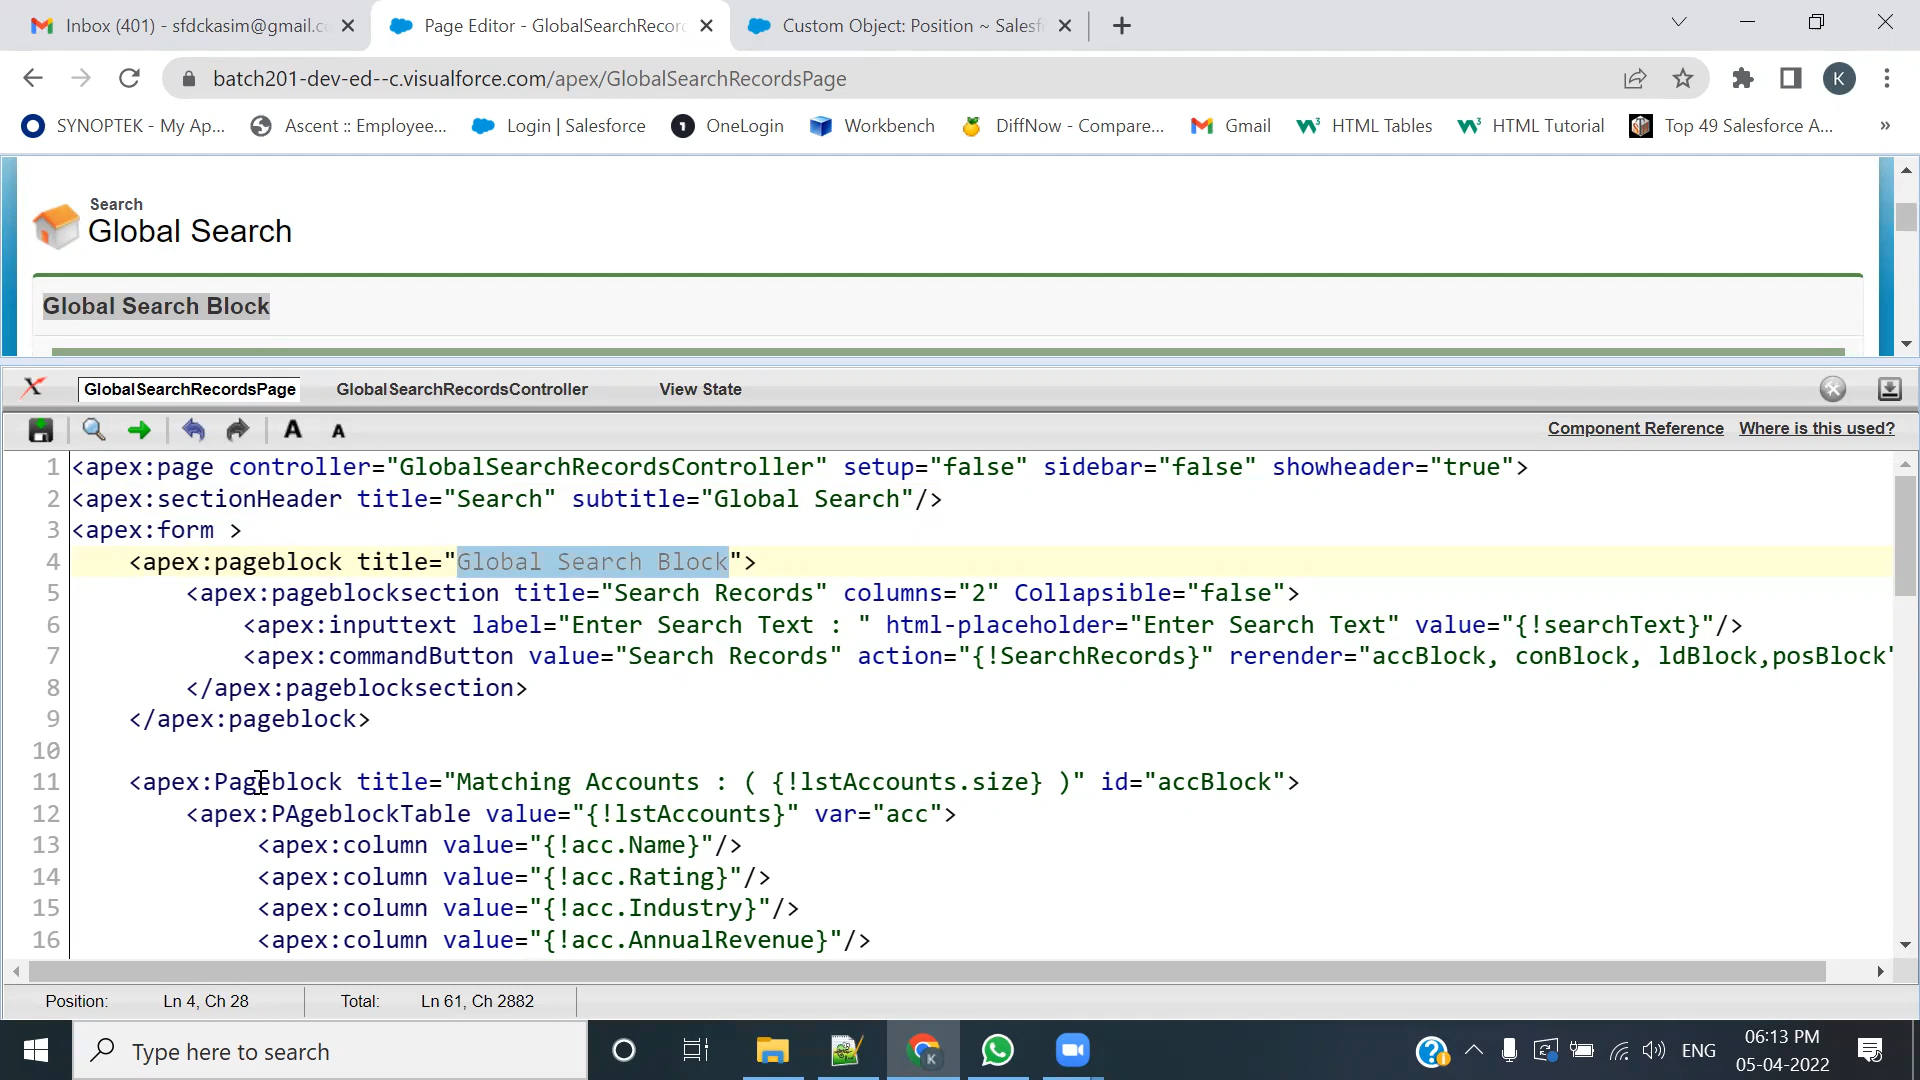 Inbox (401) - sfdckasim@gmail.c
Page Editor - GlobalSearchRecor
Custom Object: Position ~ Salesf
batch201-dev-ed--c.visualforce.com/apex/GlobalSearchRecordsPage
K
SYNOPTEK - My Ap...
Ascent :: Employee...
Login | Salesforce
OneLogin
Workbench
DiffNow - Compare...
Gmail
HTML Tables
HTML Tutorial
Top 49 Salesforce A...
»
Search
Global Search
Global Search Block
GlobalSearchRecordsPage
GlobalSearchRecordsController
View State
A
A
Component Reference
Where is this used?
1 <apex:page controller="GlobalSearchRecordsController" setup="false" sidebar="false" showheader="true">
2 <apex:sectionHeader title="Search" subtitle="Global Search"/>
3 <apex:form >
4 <apex:pageblock title="Global Search Block">
5 <apex:pageblocksection title="Search Records" columns="2" Collapsible="false">
6 <apex:inputtext label="Enter Search Text : " html-placeholder="Enter Search Text" value="{!searchText}"/>
7 <apex:commandButton value="Search Records" action="{!SearchRecords}" rerender="accBlock, conBlock, ldBlock,posBlock"
8 </apex:pageblocksection>
9 </apex:pageblock>
10
11 <apex:Pageblock title="Matching Accounts : ( {!lstAccounts.size} )" id="accBlock">
12 <apex:PAgeblockTable value="{!lstAccounts}" var="acc">
13 <apex:column value="{!acc.Name}"/>
14 <apex:column value="{!acc.Rating}"/>
15 <apex:column value="{!acc.Industry}"/>
16 <apex:column value="{!acc.AnnualRevenue}"/>
Position: Ln 4, Ch 28 Total: Ln 61, Ch 2882
Type here to search
K
ENG
06:13 PM
05-04-2022